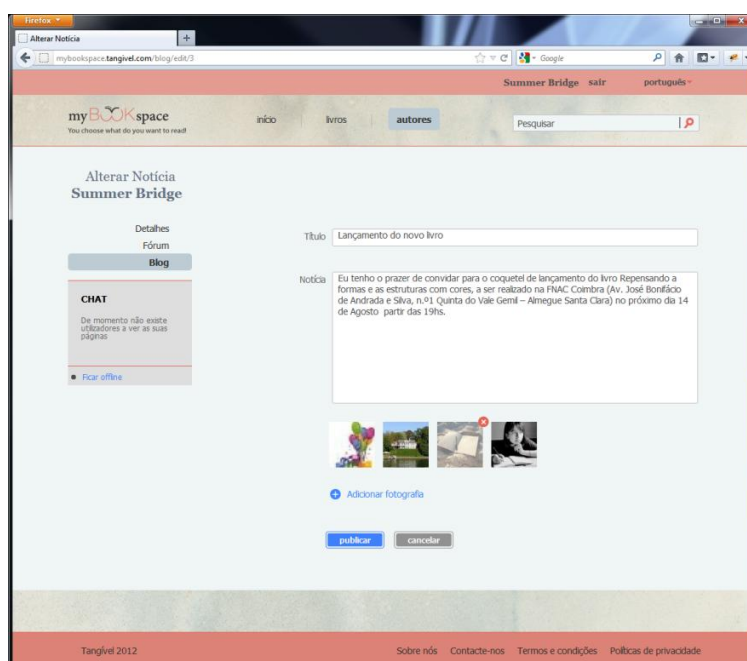 Firefox
Alterar Notícia
mybookspace.tangivel.com/blog/edit/3
Google
Summer Bridge sair português
myBOOKspace
You choose what do you want to read!
início livros autores
Pesquisar
Alterar Notícia
Summer Bridge
Detalhes
Fórum
Blog
CHAT
De momento não existe
utilizadores a ver as suas
páginas
Ficar offline
Título Lançamento do novo livro
Notícia Eu tenho o prazer de convidar para o coquetel de lançamento do livro Repensando a
formas e as estruturas com cores, a ser realizado na FNAC Coimbra (Av. José Bonifácio
de Andrada e Silva, n.º1 Quinta do Vale Gemil – Almegue Santa Clara) no próximo dia 14
de Agosto partir das 19hs.
Adicionar fotografia
publicar cancelar
Tangível 2012 Sobre nós Contacte-nos Termos e condições Políticas de privacidade